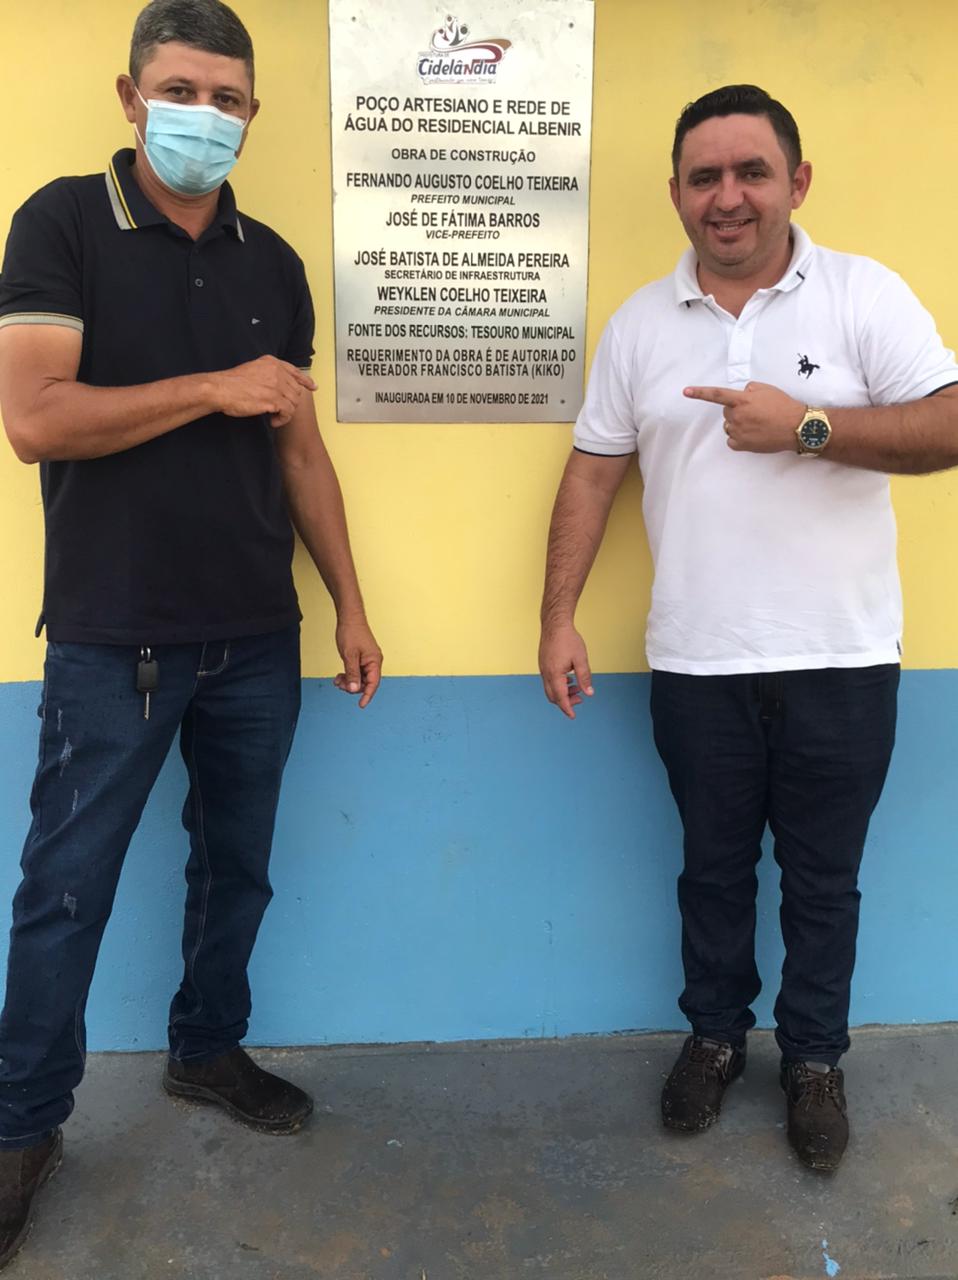 PREFEITURA DE
Cidelândia
POÇO ARTESIANO E REDE DE
ÁGUA DO RESIDENCIAL ALBENIR
OBRA DE CONSTRUÇÃO
FERNANDO AUGUSTO COELHO TEIXEIRA
PREFEITO MUNICIPAL
JOSÉ DE FÁTIMA BARROS
VICE-PREFEITO
JOSÉ BATISTA DE ALMEIDA PEREIRA
SECRETÁRIO DE INFRAESTRUTURA
WEYKLEN COELHO TEIXEIRA
PRESIDENTE DA CÂMARA MUNICIPAL
FONTE DOS RECURSOS: TESOURO MUNICIPAL
REQUERIMENTO DA OBRA É DE AUTORIA DO
VEREADOR FRANCISCO BATISTA (KIKO)
INAUGURADA EM 10 DE NOVEMBRO DE 2021